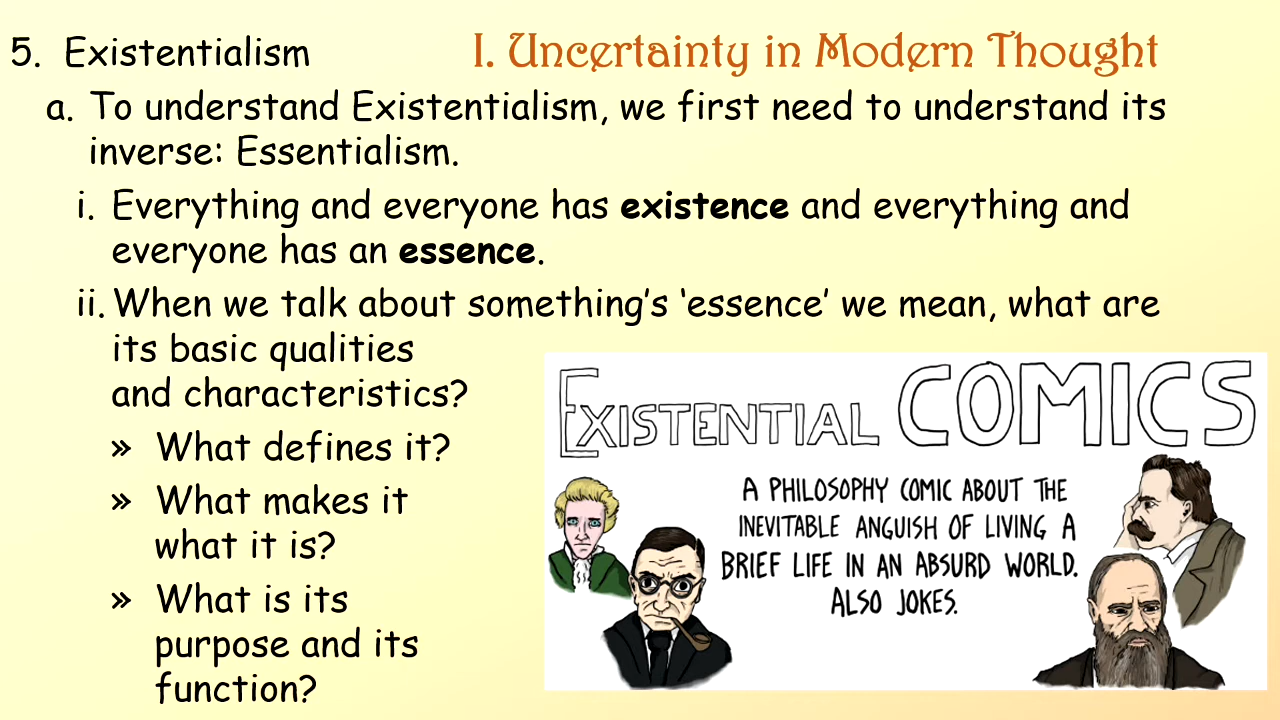 5. Existentialism
I. Uncertainty in Modern Thought
a. To understand Existentialism, we first need to understand its
inverse: Essentialism.
i. Everything and everyone has existence and everything and
everyone has an essence.
ii. When we talk about something’s ‘essence’ we mean, what are
its basic qualities
and characteristics?
» What defines it?
» What makes it
what it is?
» What is its
purpose and its
function?
EXISTENTIAL COMICS
A PHILOSOPHY COMIC ABOUT THE
INEVITABLE ANGUISH OF LIVING A
BRIEF LIFE IN AN ABSURD WORLD.
ALSO JOKES.